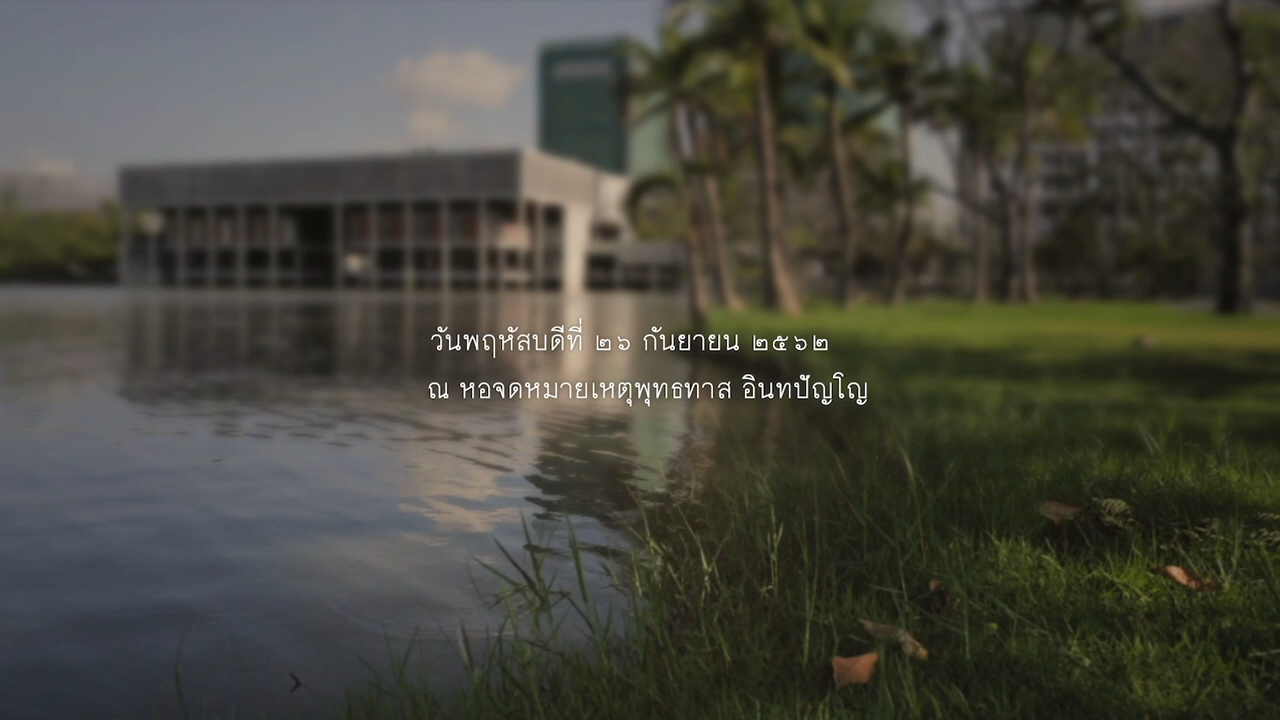 วันพฤหัสบดีที่ ๒๖ กันยายน ๒๕๖๒
ณ หอจดหมายเหตุพุทธทาส อินทปัญโญ